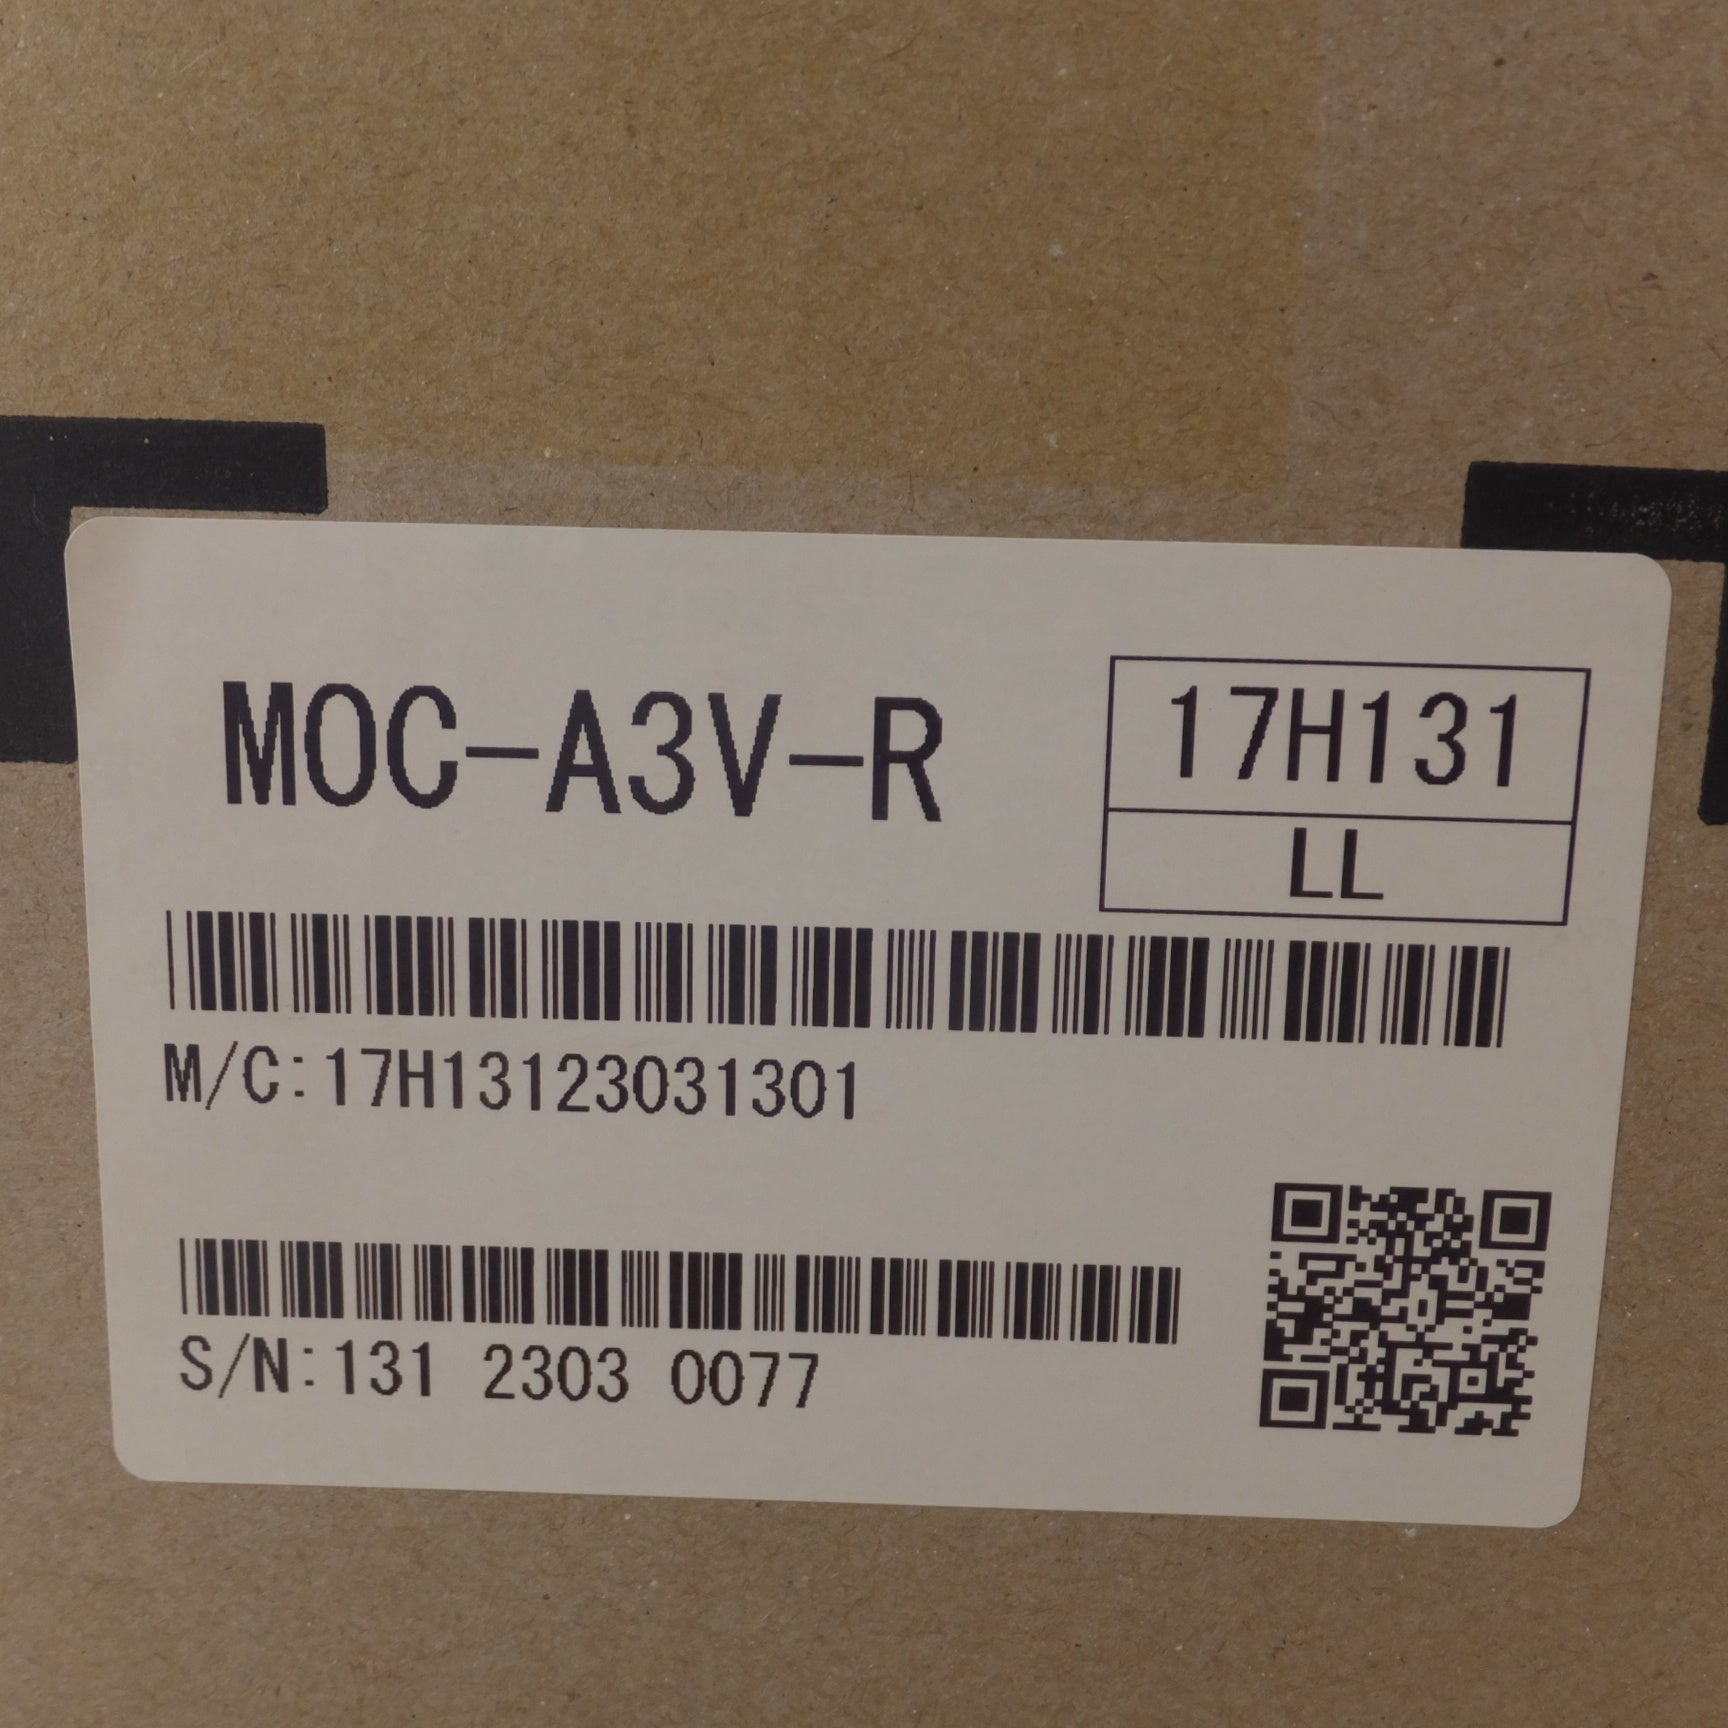 MOC-A3V-R
17H131
LL
M/C:17H13123031301
S/N:131 2303 0077